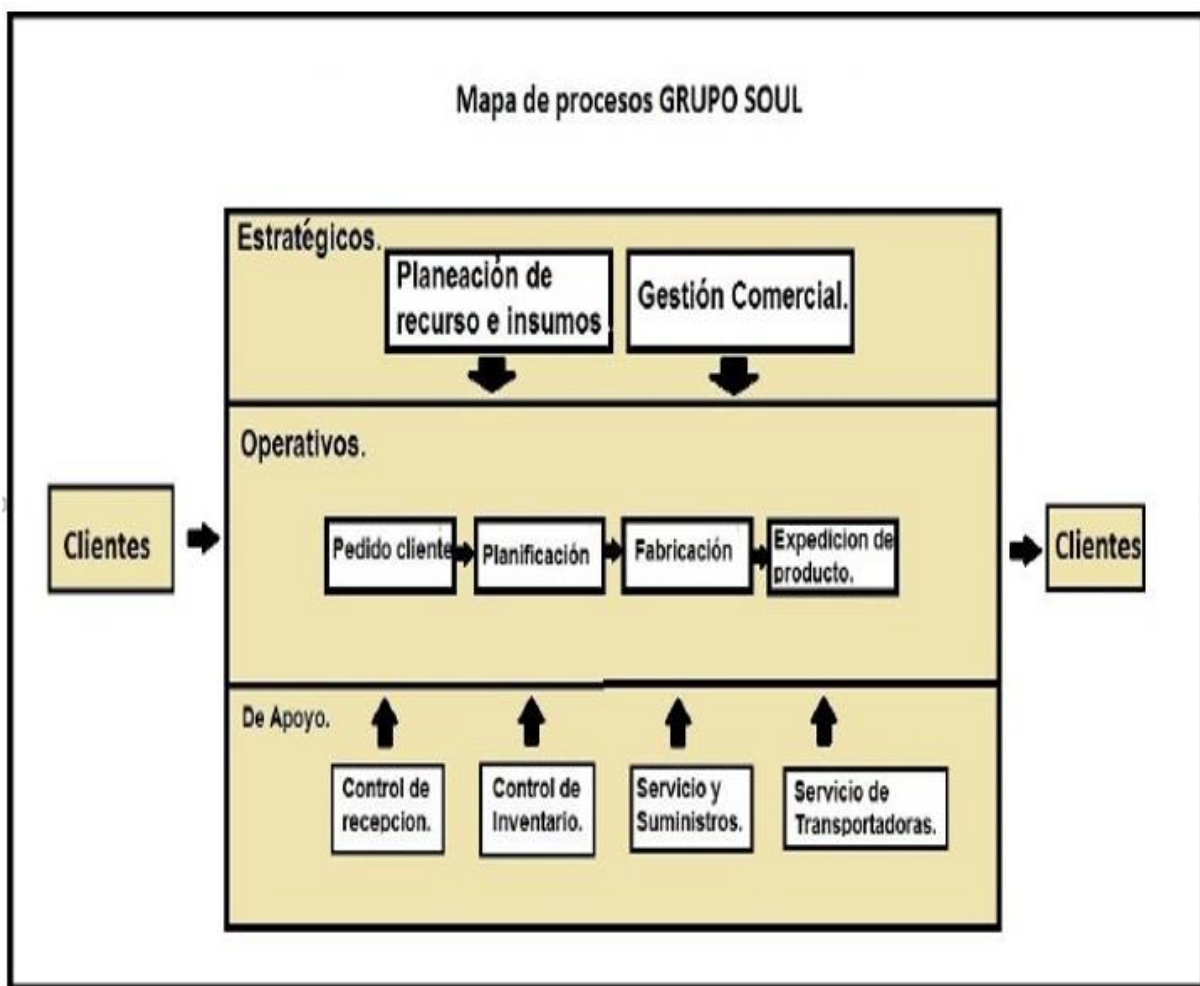 Mapa de procesos GRUPO SOUL
Estratégicos.
Planeación de
recurso e insumos
Gestión Comercial.
Operativos.
Clientes
Pedido cliente
Planificación
Fabricación
Expedicion de
producto.
Clientes
De Apoyo.
Control de
recepcion.
Control de
Inventario.
Servicio y
Suministros.
Servicio de
Transportadoras.